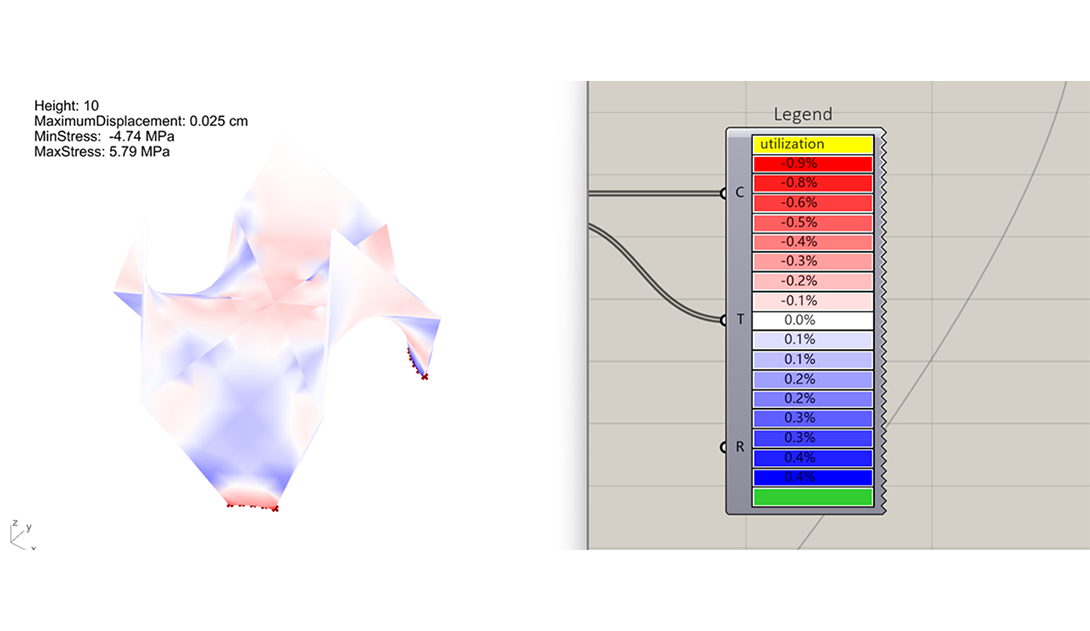 Height: 10
MaximumDisplacement: 0.025 cm
MinStress: -4.74 MPa
MaxStress: 5.79 MPa
z
y
x
Legend
utilization
-0.9%
-0.8%
C
-0.6%
-0.5%
-0.4%
-0.3%
-0.2%
-0.1%
T
0.0%
0.1%
0.1%
0.2%
0.2%
0.3%
0.3%
R
0.4%
0.4%